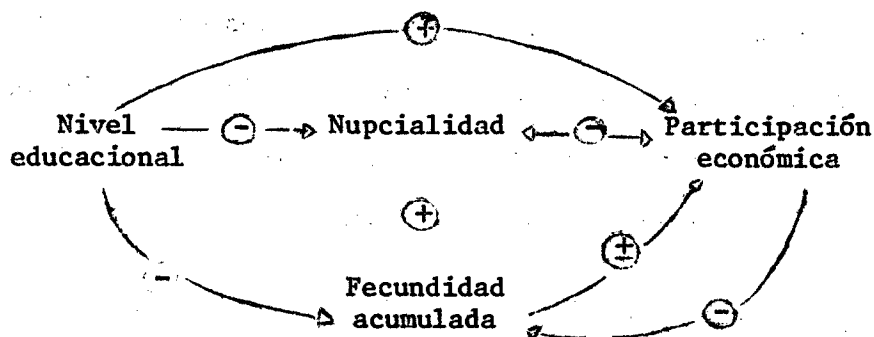 +
Nivel
educacional
-
Nupcialidad
-
Participación
económica
+
-
±
Fecundidad
acumulada
-